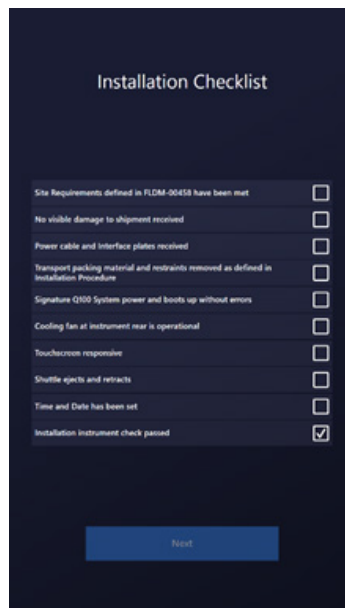 Installation Checklist
Site Requirements defined in FLDM-00458 have been met
No visible damage to shipment received
Power cable and Interface plates received
Transport packing material and restraints removed as defined in
Installation Procedure
Signature Q100 System power and boots up without errors
Cooling fan at instrument rear is operational
Touchscreen responsive
Shuttle ejects and retracts
Time and Date has been set
Installation instrument check passed
Next